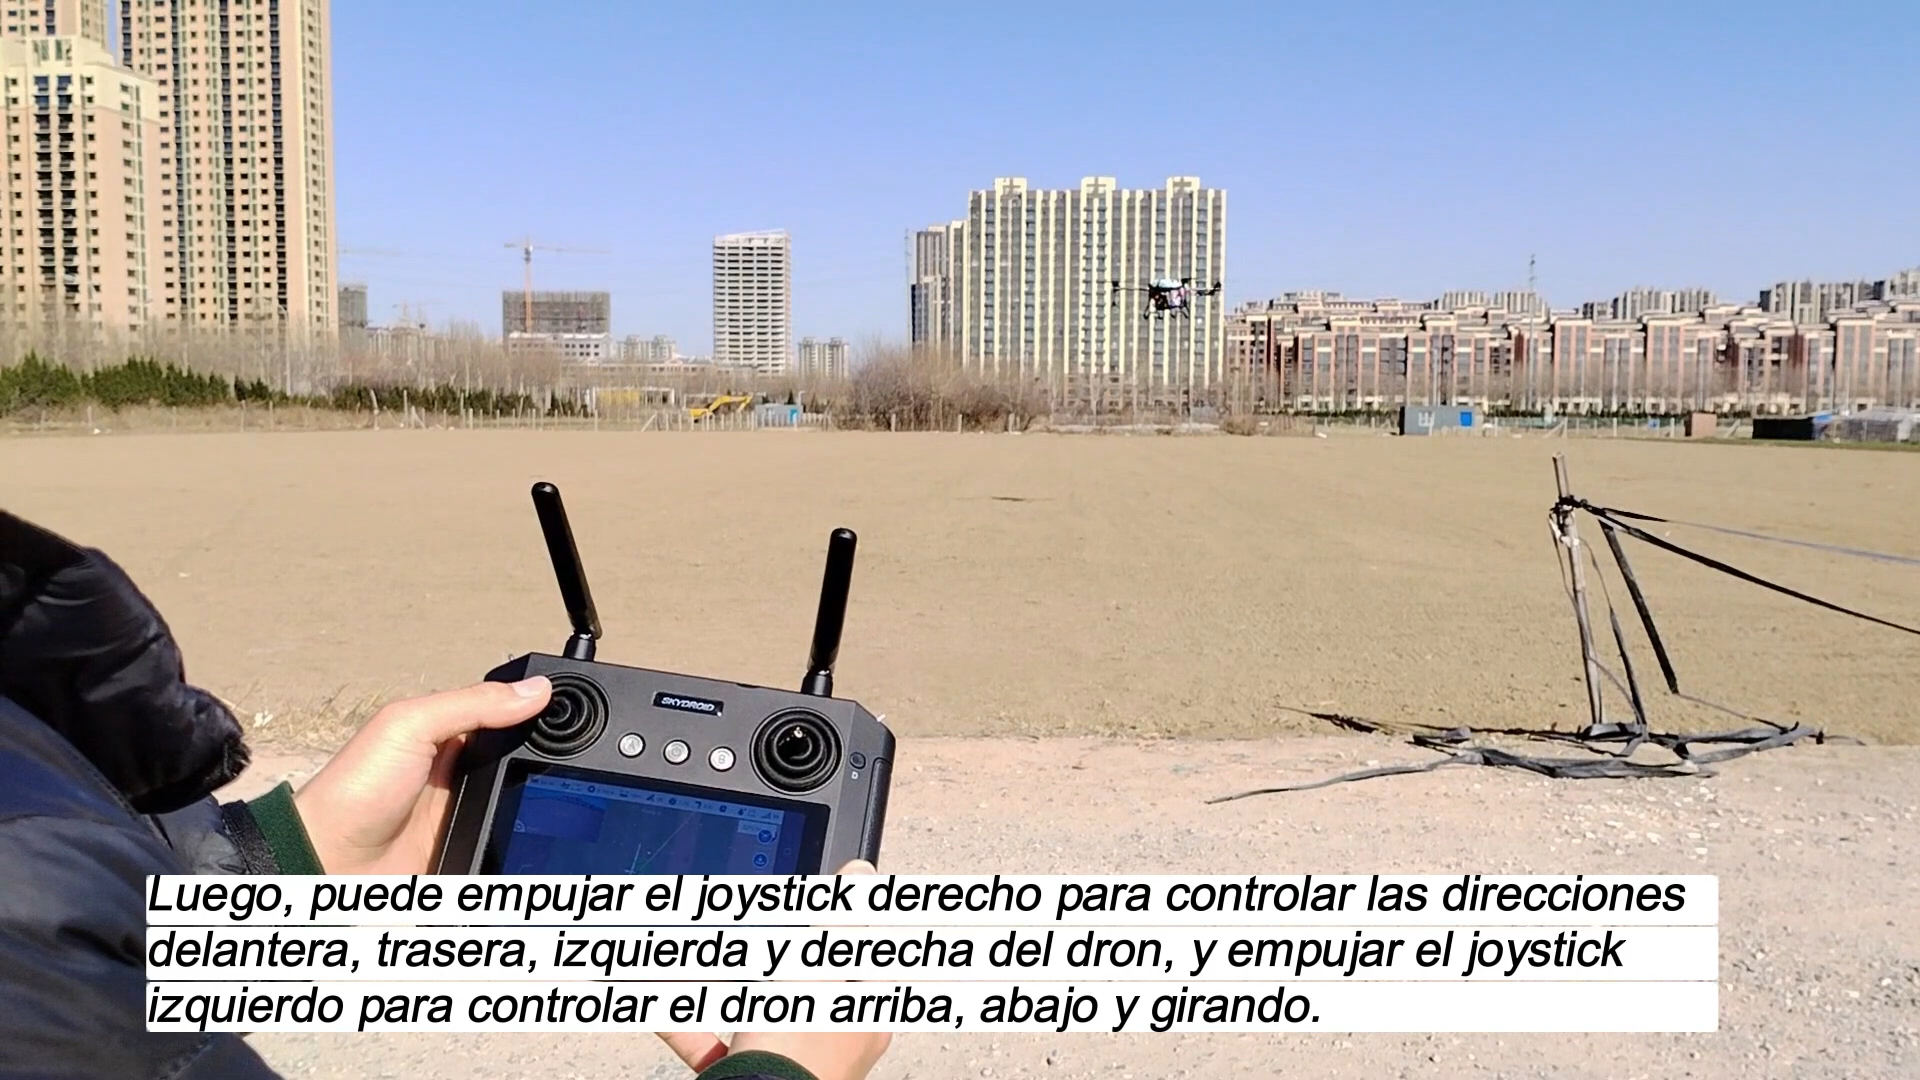 SKYDROID
A
B
D
Luego, puede empujar el joystick derecho para controlar las direcciones
delantera, trasera, izquierda y derecha del dron, y empujar el joystick
izquierdo para controlar el dron arriba, abajo y girando.